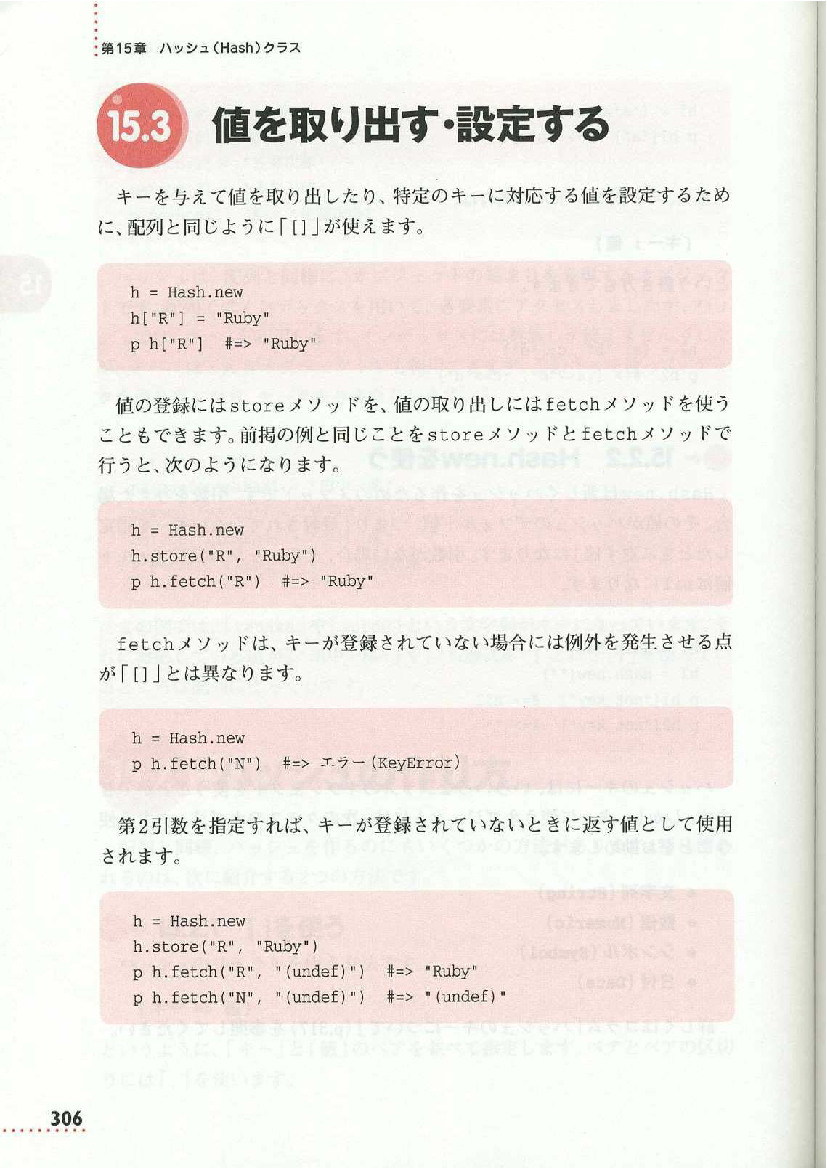 第15章 ハッシュ(Hash)クラス
15.3 値を取り出す・設定する
キーを与えて値を取り出したり、特定のキーに対応する値を設定するため
に、配列と同じように「[]」が使えます。
h = Hash.new
h["R"] = "Ruby"
p h["R"]  #=> "Ruby"
値の登録にはstoreメソッドを、値の取り出しにはfetchメソッドを使う
こともできます。前掲の例と同じことをstoreメソッドとfetchメソッドで
行うと、次のようになります。
h = Hash.new
h.store("R", "Ruby")
p h.fetch("R")  #=> "Ruby"
fetchメソッドは、キーが登録されていない場合には例外を発生させる点
が「[]」とは異なります。
h = Hash.new
p h.fetch("N")  #=> エラー(KeyError)
第2引数を指定すれば、キーが登録されていないときに返す値として使用
されます。
h = Hash.new
h.store("R", "Ruby")
p h.fetch("R", "(undef)")  #=> "Ruby"
p h.fetch("N", "(undef)")  #=> "(undef)"
306